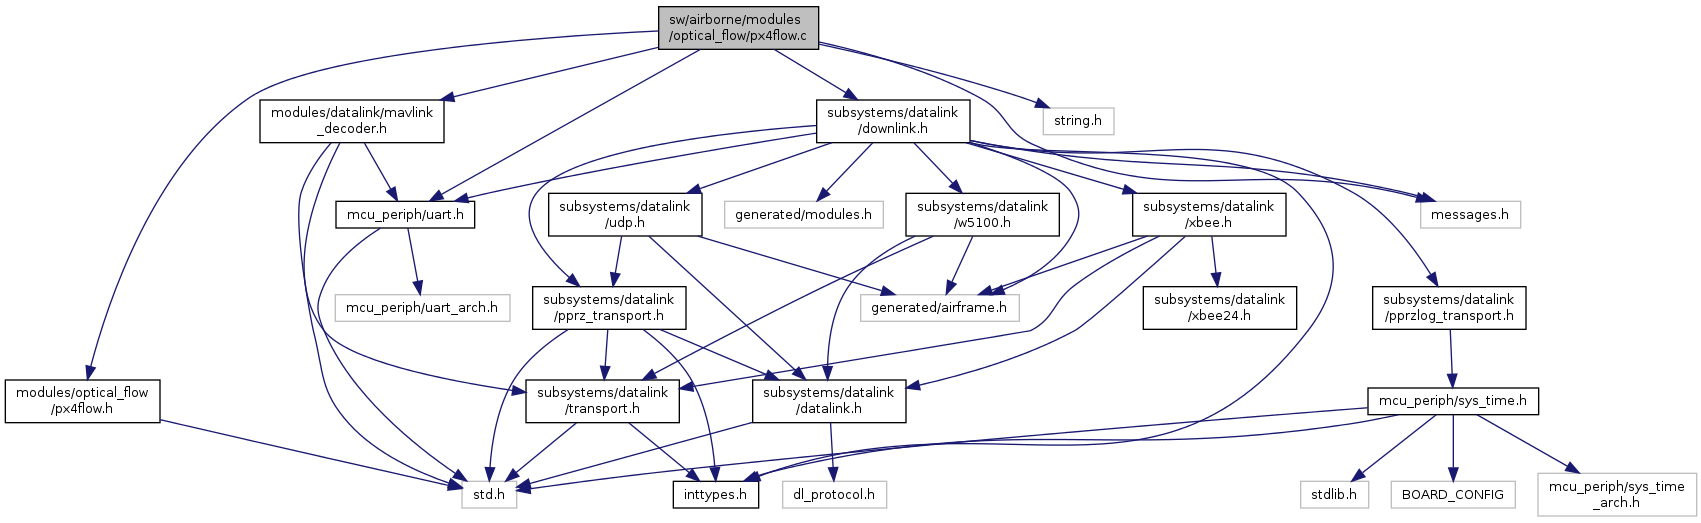 sw/airborne/modules
/optical_flow/px4flow.c
modules/datalink/mavlink
_decoder.h
subsystems/datalink
/downlink.h
string.h
mcu_periph/uart.h
subsystems/datalink
/udp.h
generated/modules.h
subsystems/datalink
/w5100.h
subsystems/datalink
/xbee.h
messages.h
mcu_periph/uart_arch.h
subsystems/datalink
/pprz_transport.h
generated/airframe.h
subsystems/datalink
/xbee24.h
subsystems/datalink
/pprzlog_transport.h
modules/optical_flow
/px4flow.h
subsystems/datalink
/transport.h
subsystems/datalink
/datalink.h
mcu_periph/sys_time.h
std.h
inttypes.h
dl_protocol.h
stdlib.h
BOARD_CONFIG
mcu_periph/sys_time
_arch.h